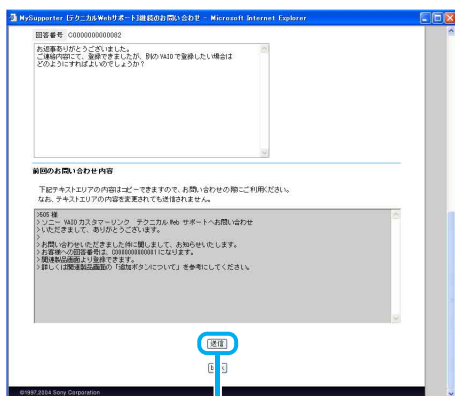 MySupporter [テクニカルWebサポート]継続のお問い合わせ - Microsoft Internet Explorer
回答番号 C0000000000082
お返事ありがとうございました。
ご連絡内容にて、登録できましたが、別の VAIO で登録したい場合は
どのようにすればよいのでしょうか？
前回のお問い合わせ内容
下記テキストエリアの内容はコピーできますので、お問い合わせの際にご利用ください。
なお、テキストエリアの内容を変更されても送信されません。
>505 様
>ソニー VAIO カスタマーリンク テクニカル Web サポートへお問い合わせ
>いただきまして、ありがとうございます。
>
>お問い合わせいただきました件に関しまして、お知らせいたします。
>お客様への回答番号は、C0000000000081になります。
>関連製品画面より登録できます。
>詳しくは関連製品画面の「追加ボタンについて」を参考にしてください。
送信
©1997,2004 Sony Corporation